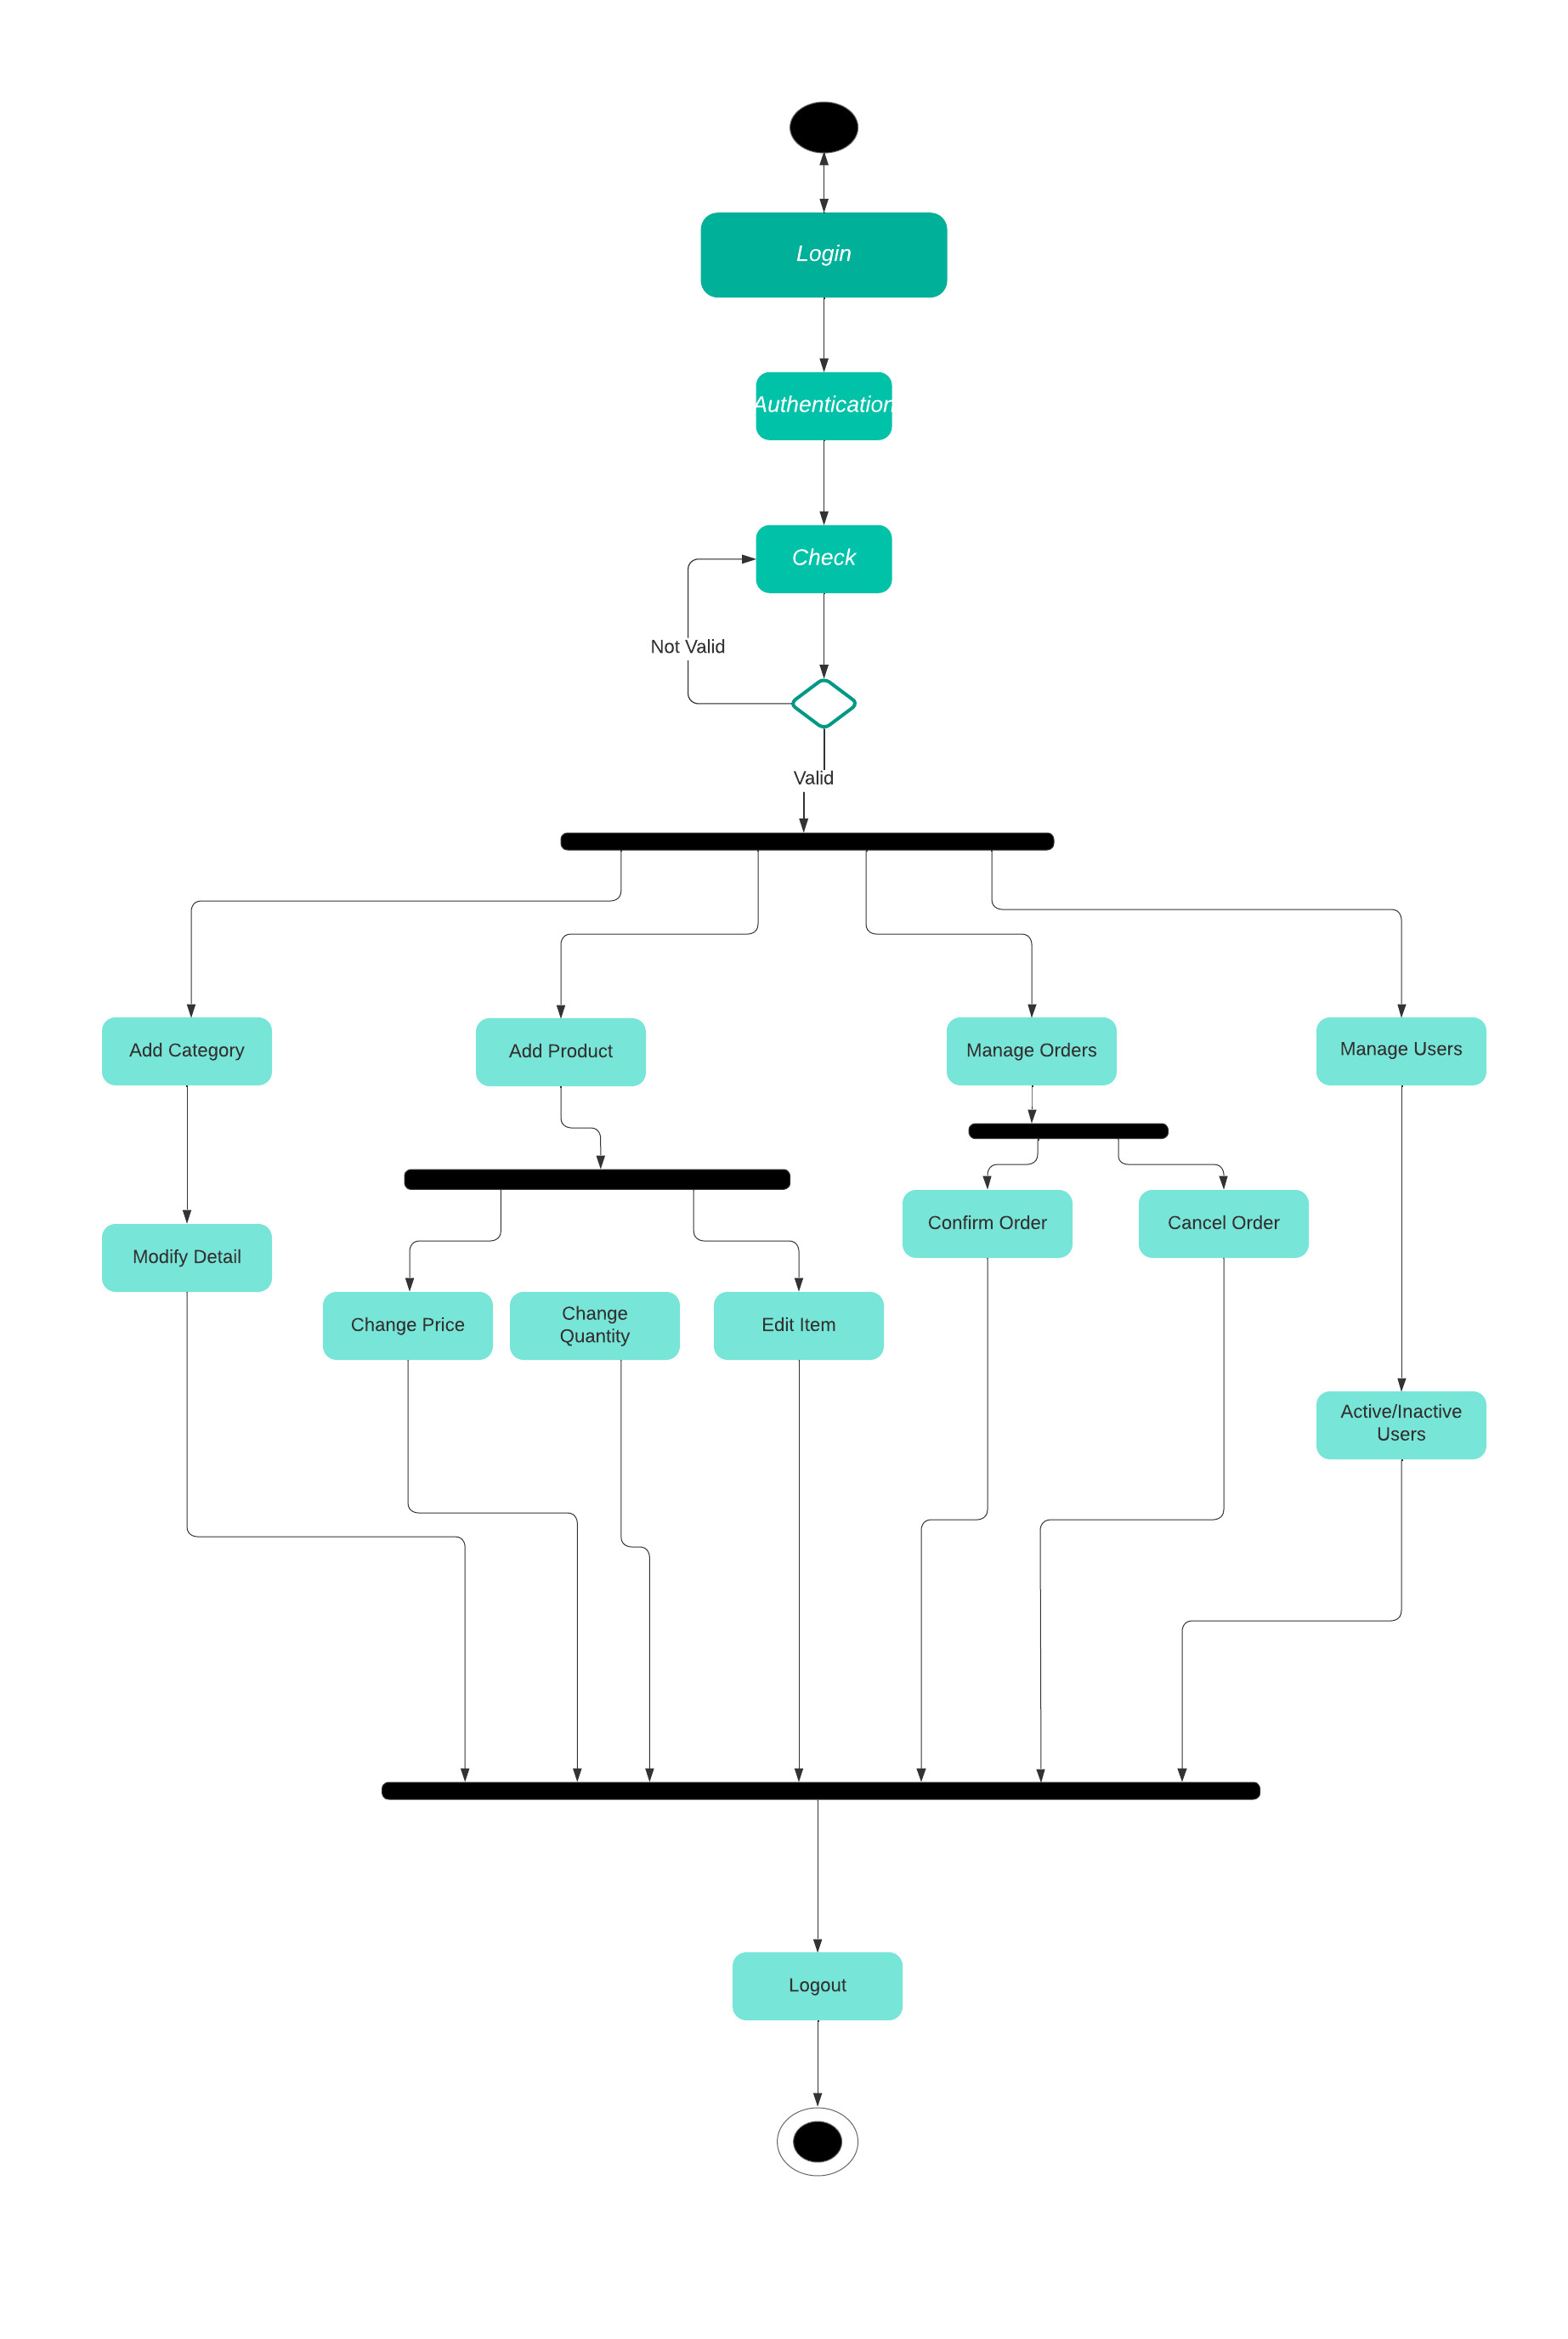 Login
Authentication
Check
Not Valid
Valid
Add Category
Add Product
Manage Orders
Manage Users
Confirm Order
Cancel Order
Modify Detail
Change Price
Change
Quantity
Edit Item
Active/Inactive
Users
Logout